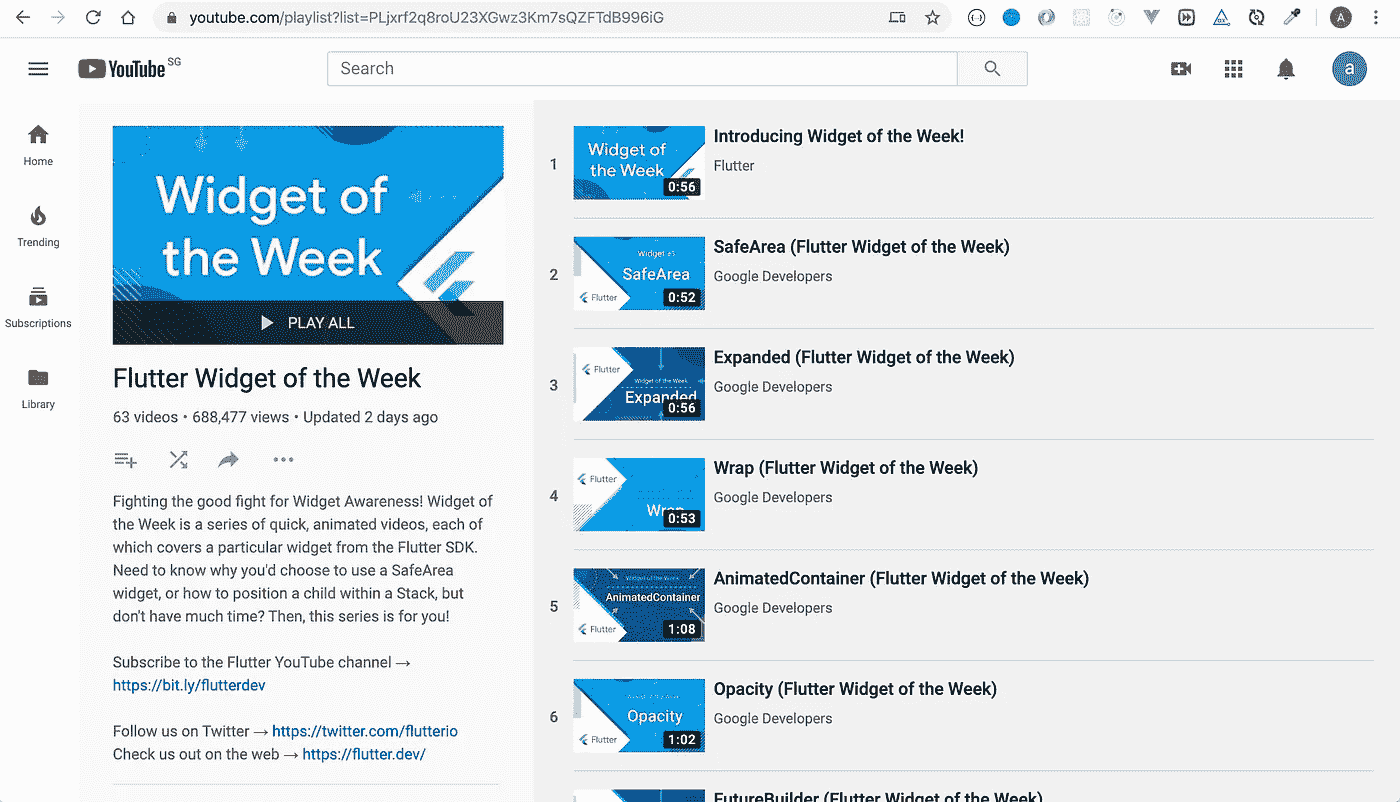 youtube.com/playlist?list=PLjxrf2q8roU23XGwz3Km7sQZFTdB996iG
A
YouTube SG
Search
a
Home
Trending
Subscriptions
Library
Widget of
the Week
PLAY ALL
Flutter Widget of the Week
63 videos • 688,477 views • Updated 2 days ago
Fighting the good fight for Widget Awareness! Widget of
the Week is a series of quick, animated videos, each of
which covers a particular widget from the Flutter SDK.
Need to know why you'd choose to use a SafeArea
widget, or how to position a child within a Stack, but
don't have much time? Then, this series is for you!
Subscribe to the Flutter YouTube channel →
https://bit.ly/flutterdev
Follow us on Twitter → https://twitter.com/flutterio
Check us out on the web → https://flutter.dev/
1
Widget of
the Week
0:56
Introducing Widget of the Week!
Flutter
2
Widget #1
SafeArea
Flutter
0:52
SafeArea (Flutter Widget of the Week)
Google Developers
3
Flutter
Widget of the Week
Expanded
0:56
Expanded (Flutter Widget of the Week)
Google Developers
4
Flutter
Wrap
0:53
Wrap (Flutter Widget of the Week)
Google Developers
5
Widget of the Week
AnimatedContainer
Flutter
1:08
AnimatedContainer (Flutter Widget of the Week)
Google Developers
6
Opacity
Flutter
1:02
Opacity (Flutter Widget of the Week)
Google Developers
FutureBuilder (Flutter Widget of the Week)